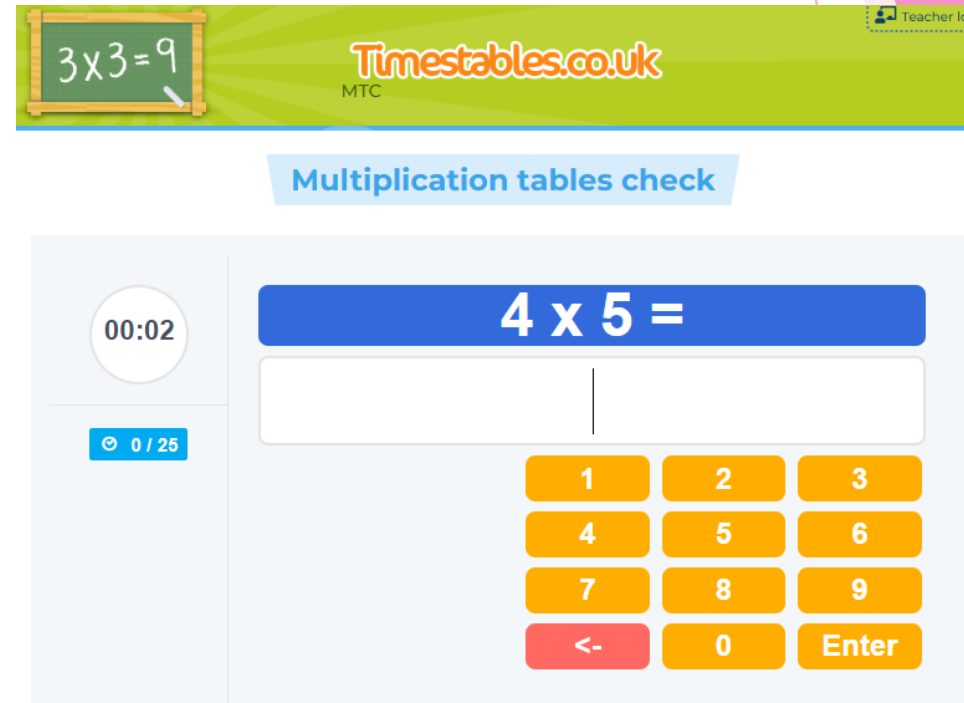 3x3=9
Timestables.co.uk
MTC
Teacher
Multiplication tables check
00:02
4 x 5 =
0 / 25
1 2 3
4 5 6
7 8 9
<- 0 Enter